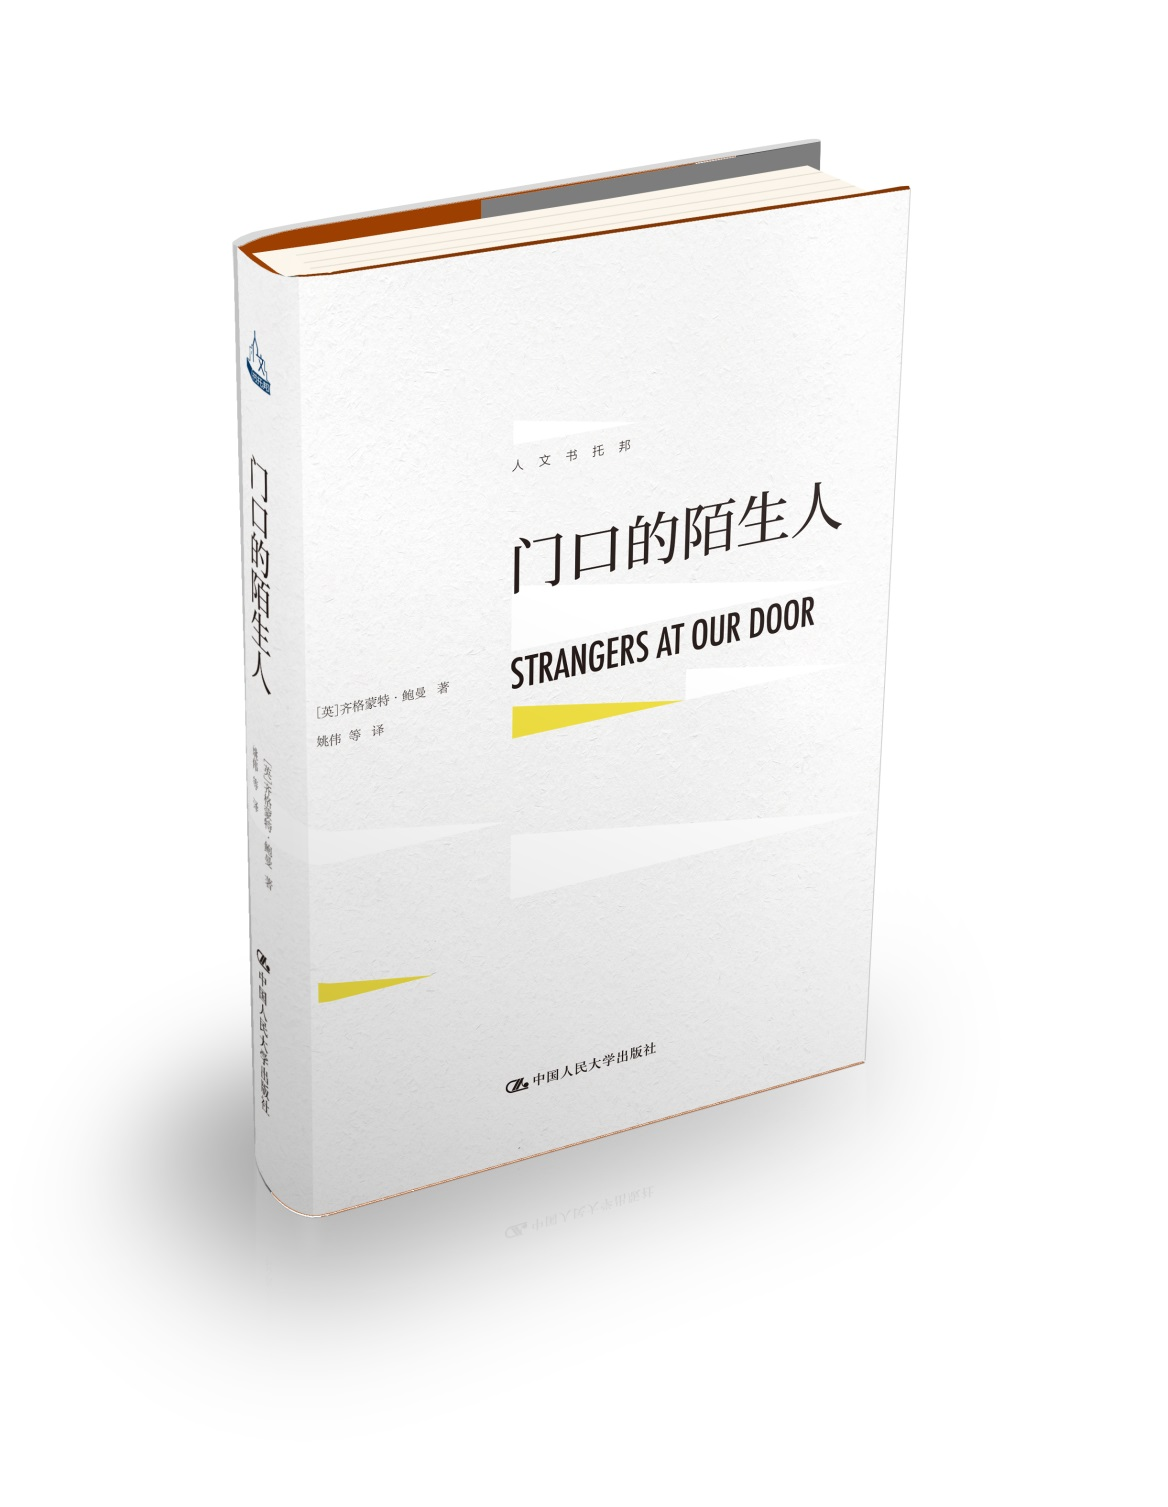 人文书托邦
门口的陌生人
STRANGERS AT OUR DOOR
[英]齐格蒙特·鲍曼 著
姚伟 等 译
中国人民大学出版社
门口的陌生人
[英]齐格蒙特·鲍曼 著
姚伟 等 译
中国人民大学出版社